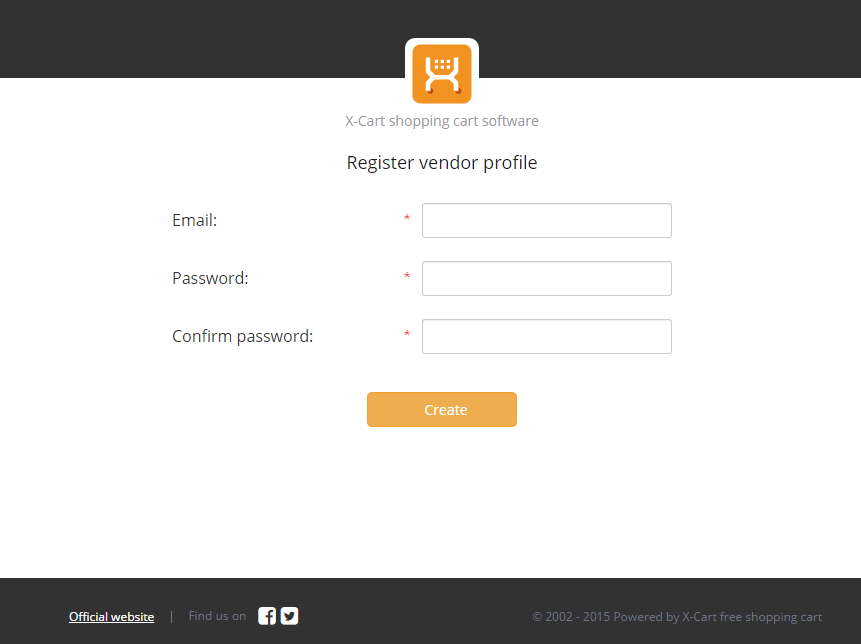 X-Cart shopping cart software
Register vendor profile
Email: *
Password: *
Confirm password: *
Create
Official website | Find us on
© 2002 - 2015 Powered by X-Cart free shopping cart